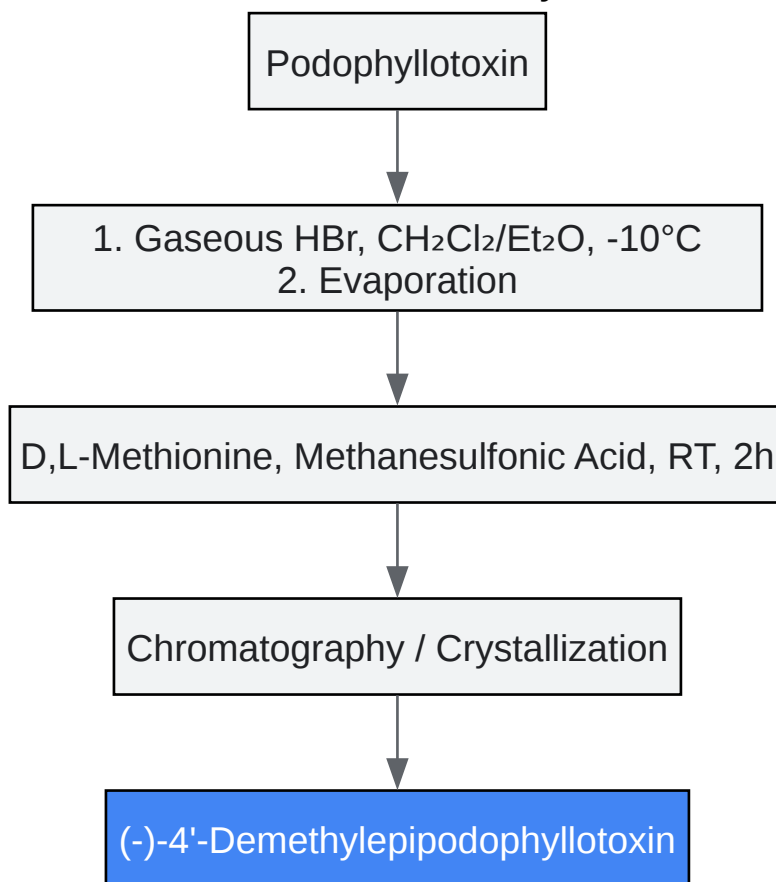 Podophyllotoxin
1. Gaseous HBr, CH₂Cl₂/Et₂O, -10°C
2. Evaporation
D,L-Methionine, Methanesulfonic Acid, RT, 2h
Chromatography / Crystallization
(-)-4'-Demethylepipodophyllotoxin